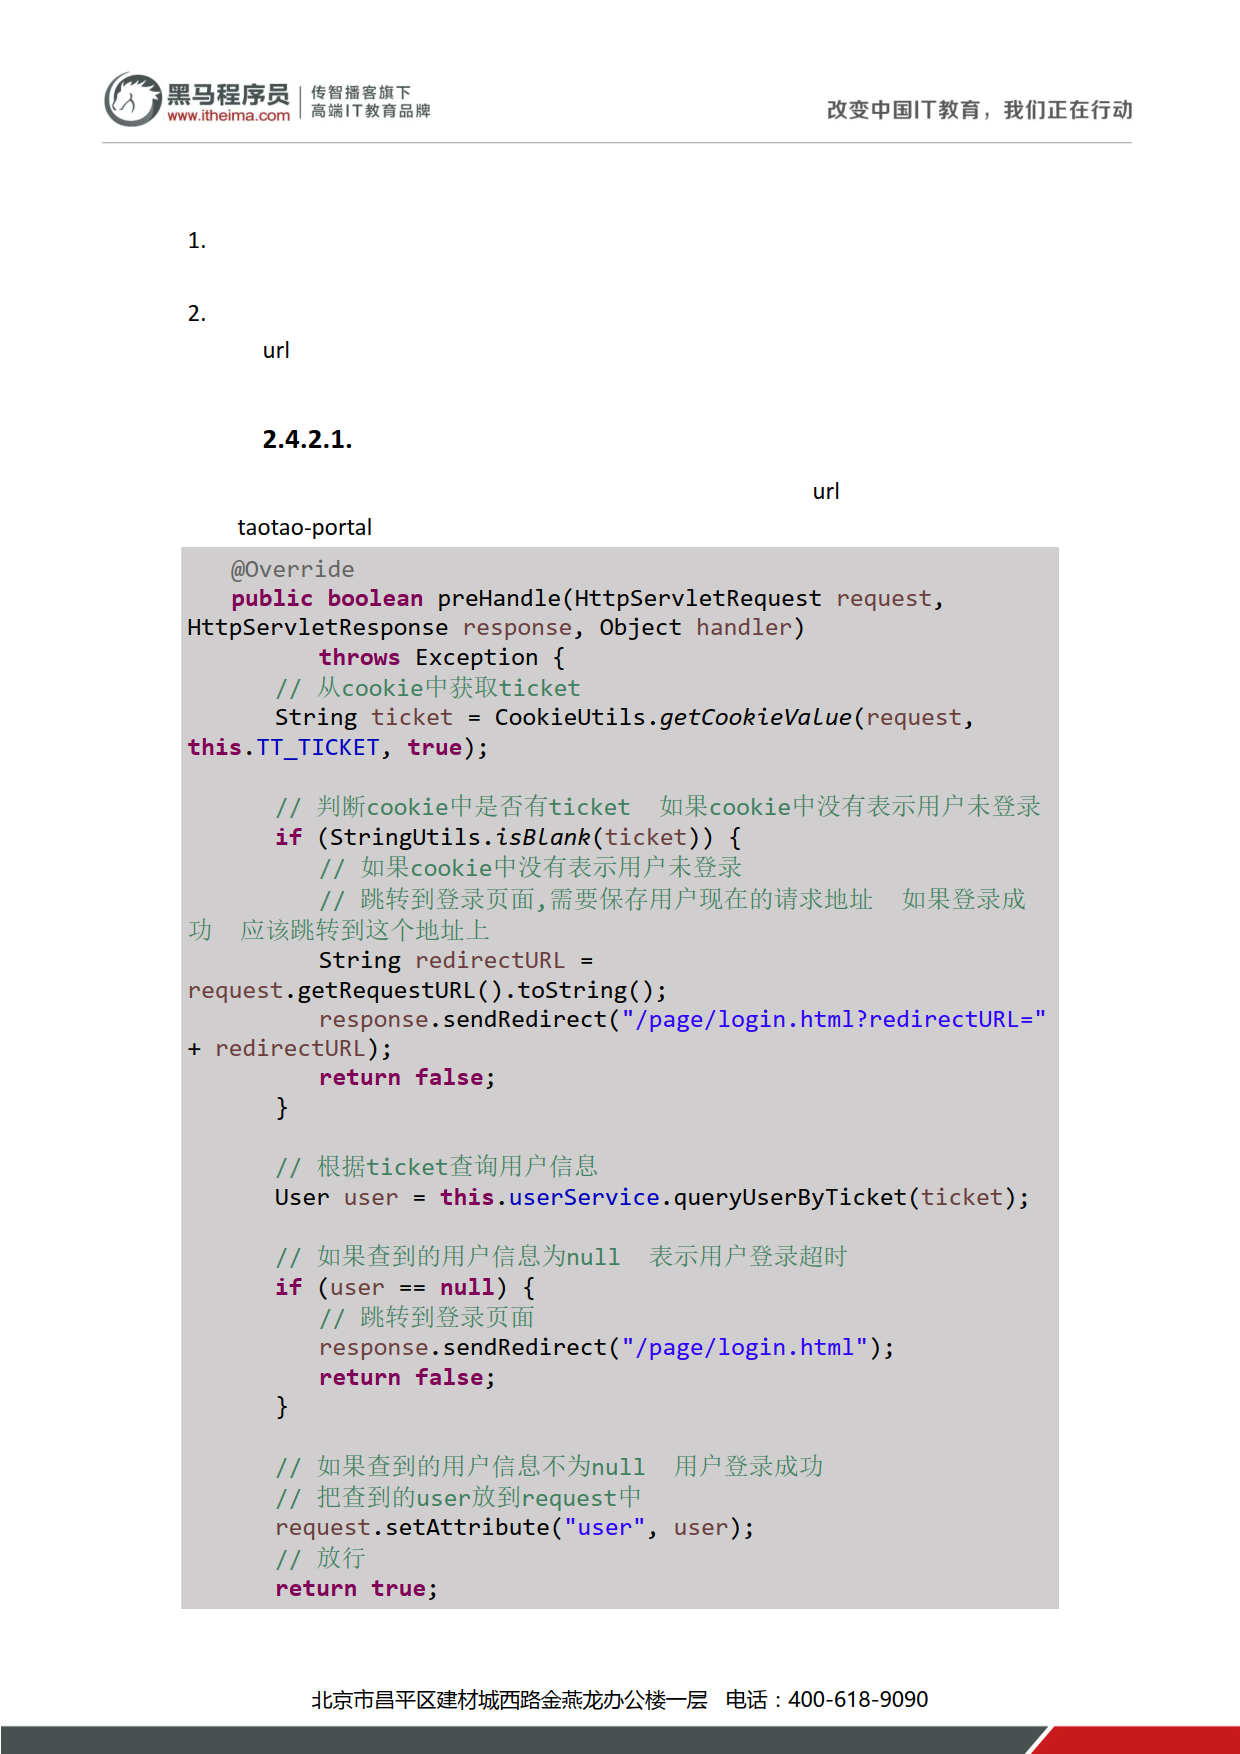 黑马程序员
www.itheima.com
传智播客旗下
高端IT教育品牌
改变中国IT教育，我们正在行动
1.
2.
url
2.4.2.1.
url
taotao-portal
@Override
public boolean preHandle(HttpServletRequest request,
HttpServletResponse response, Object handler)
throws Exception {
// 从cookie中获取ticket
String ticket = CookieUtils.getCookieValue(request,
this.TT_TICKET, true);
// 判断cookie中是否有ticket 如果cookie中没有表示用户未登录
if (StringUtils.isBlank(ticket)) {
// 如果cookie中没有表示用户未登录
// 跳转到登录页面,需要保存用户现在的请求地址 如果登录成
功 应该跳转到这个地址上
String redirectURL =
request.getRequestURL().toString();
response.sendRedirect("/page/login.html?redirectURL="
+ redirectURL);
return false;
}
// 根据ticket查询用户信息
User user = this.userService.queryUserByTicket(ticket);
// 如果查到的用户信息为null 表示用户登录超时
if (user == null) {
// 跳转到登录页面
response.sendRedirect("/page/login.html");
return false;
}
// 如果查到的用户信息不为null 用户登录成功
// 把查到的user放到request中
request.setAttribute("user", user);
// 放行
return true;
北京市昌平区建材城西路金燕龙办公楼一层 电话：400-618-9090